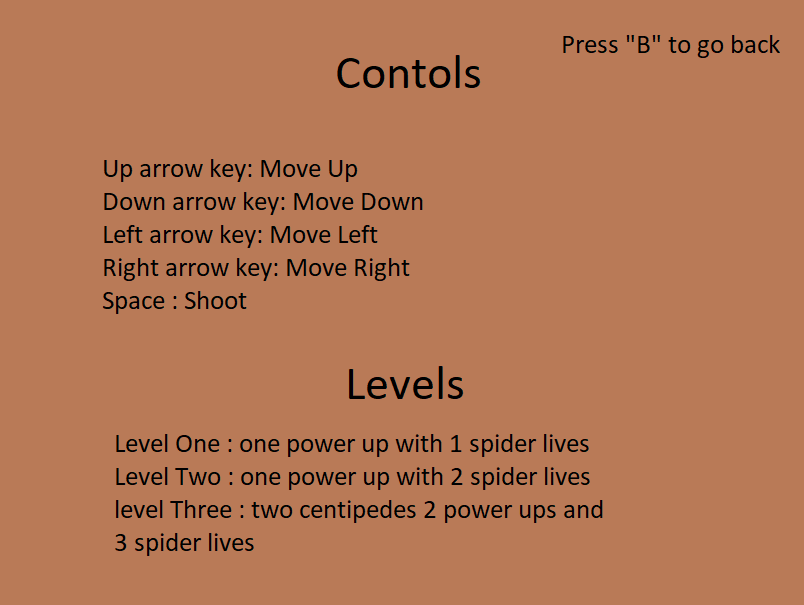 Press "B" to go back
Contols
Up arrow key: Move Up
Down arrow key: Move Down
Left arrow key: Move Left
Right arrow key: Move Right
Space : Shoot
Levels
Level One : one power up with 1 spider lives
Level Two : one power up with 2 spider lives
level Three : two centipedes 2 power ups and
3 spider lives